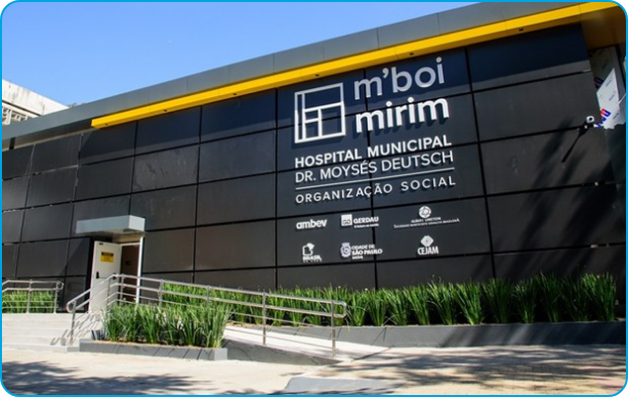 m'boi
mirim
HOSPITAL MUNICIPAL
DR. MOYSÉS DEUTSCH
ORGANIZAÇÃO SOCIAL
ambev
GERDAU
CIDADE DE
SÃO PAULO
CEJAM